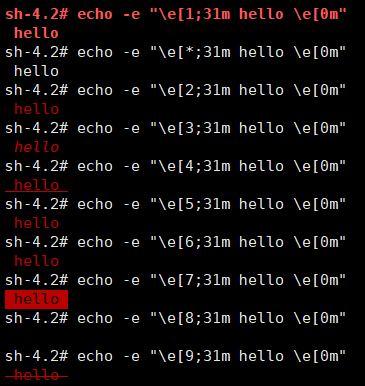 sh-4.2# echo -e "\e[1;31m hello \e[0m"
hello
sh-4.2# echo -e "\e[*;31m hello \e[0m"
hello
sh-4.2# echo -e "\e[2;31m hello \e[0m"
hello
sh-4.2# echo -e "\e[3;31m hello \e[0m"
hello
sh-4.2# echo -e "\e[4;31m hello \e[0m"
hello
sh-4.2# echo -e "\e[5;31m hello \e[0m"
hello
sh-4.2# echo -e "\e[6;31m hello \e[0m"
hello
sh-4.2# echo -e "\e[7;31m hello \e[0m"
hello
sh-4.2# echo -e "\e[8;31m hello \e[0m"
sh-4.2# echo -e "\e[9;31m hello \e[0m"
hello